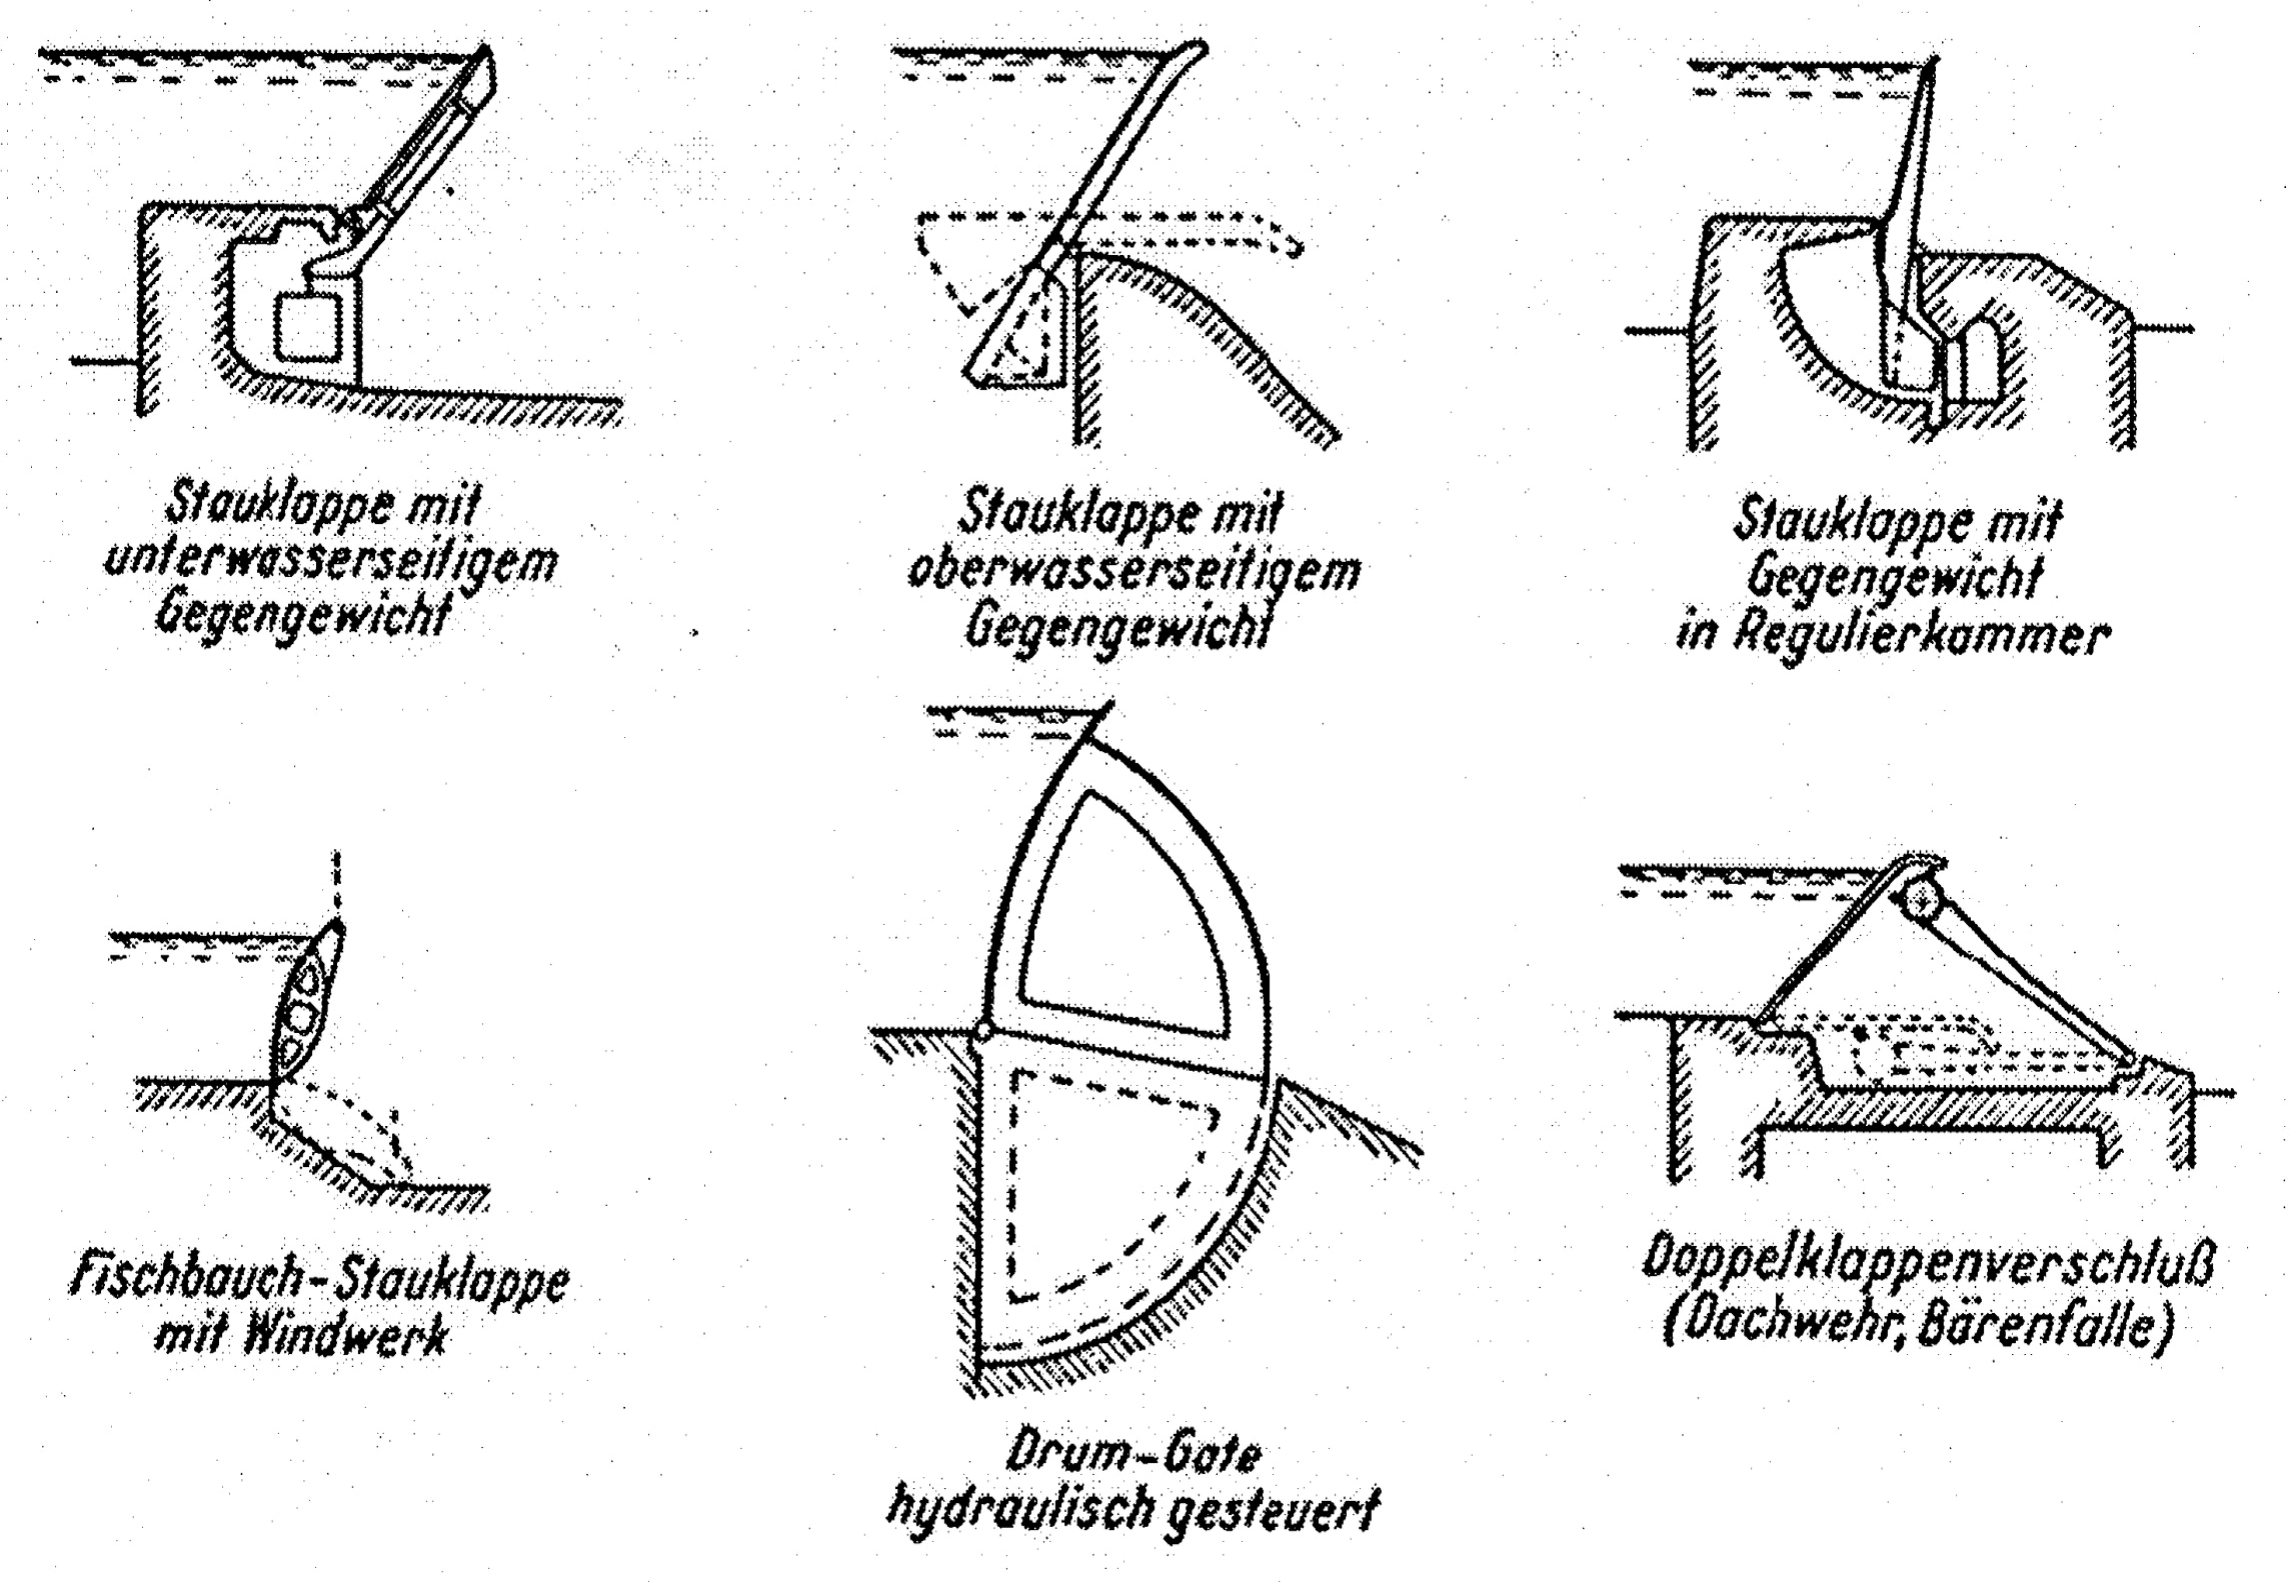 Stauklappe mit
unterwasserseitigem
Gegengewicht
Stauklappe mit
oberwasserseitigem
Gegengewicht
Stauklappe mit
Gegengewicht
in Regulierkammer
Fischbauch-Stauklappe
mit Windwerk
Drum-Gate
hydraulisch gesteuert
Doppelklappenverschluß
(Dachwehr, Bärenfalle)